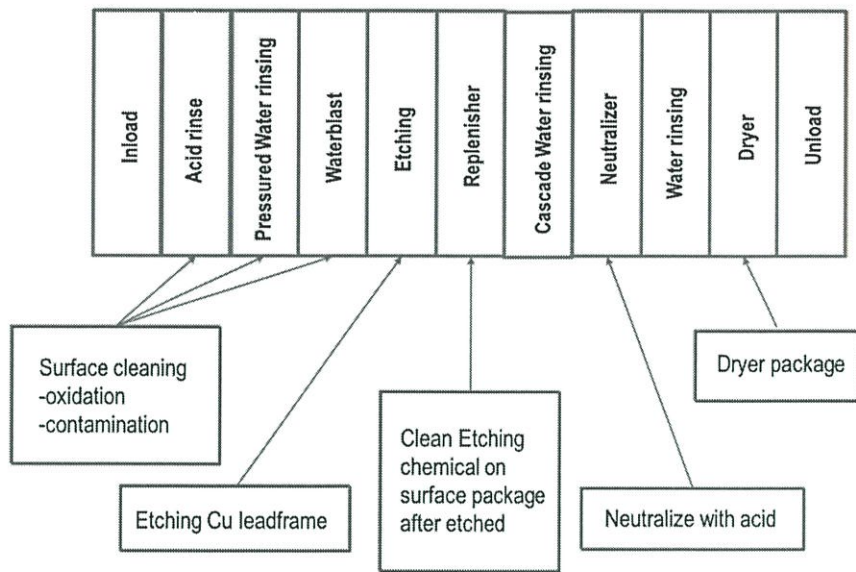 Inload
Acid rinse
Pressured Water rinsing
Waterblast
Etching
Replenisher
Cascade Water rinsing
Neutralizer
Water rinsing
Dryer
Unload
Surface cleaning
-oxidation
-contamination
Etching Cu leadframe
Clean Etching
chemical on
surface package
after etched
Neutralize with acid
Dryer package